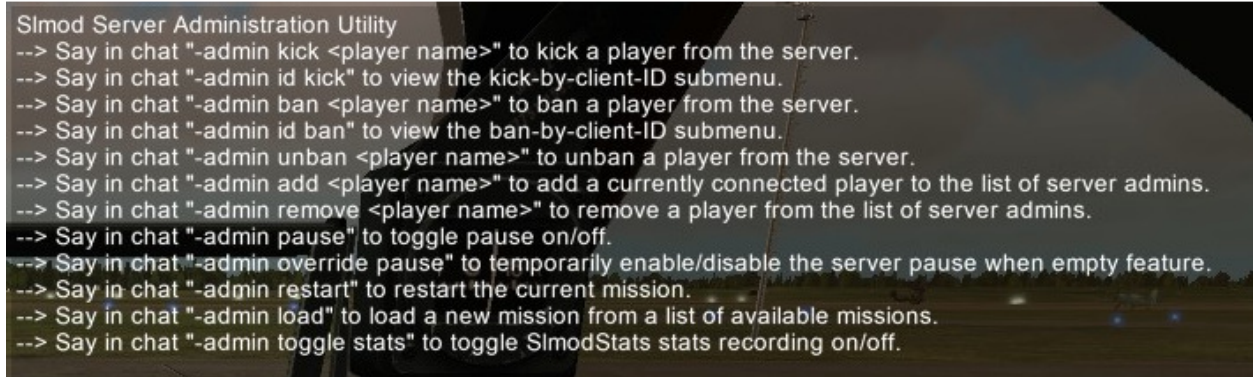 Slmod Server Administration Utility
--> Say in chat "-admin kick <player name>" to kick a player from the server.
--> Say in chat "-admin id kick" to view the kick-by-client-ID submenu.
--> Say in chat "-admin ban <player name>" to ban a player from the server.
--> Say in chat "-admin id ban" to view the ban-by-client-ID submenu.
--> Say in chat "-admin unban <player name>" to unban a player from the server.
--> Say in chat "-admin add <player name>" to add a currently connected player to the list of server admins.
--> Say in chat "-admin remove <player name>" to remove a player from the list of server admins.
--> Say in chat "-admin pause" to toggle pause on/off.
--> Say in chat "-admin override pause" to temporarily enable/disable the server pause when empty feature.
--> Say in chat "-admin restart" to restart the current mission.
--> Say in chat "-admin load" to load a new mission from a list of available missions.
--> Say in chat "-admin toggle stats" to toggle SlmodStats stats recording on/off.